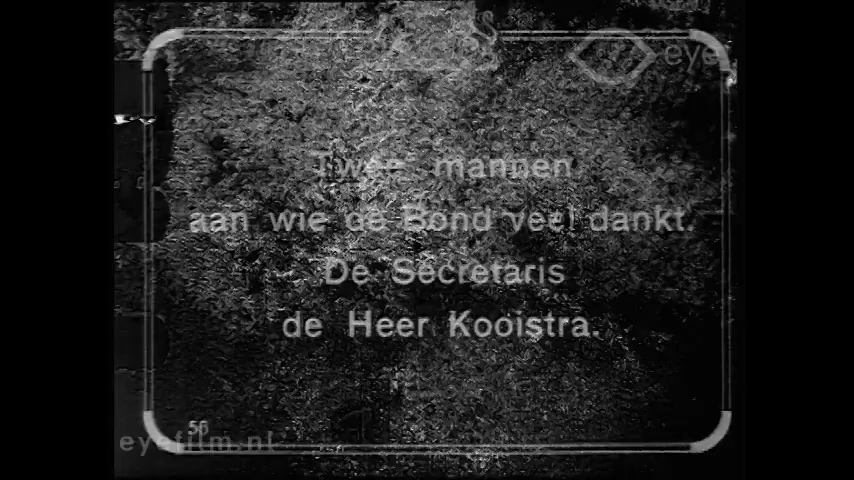 eye
Twee mannen
aan wie de Bond veel dankt.
De Secretaris
de Heer Kooistra.
56
eyefilm.nl